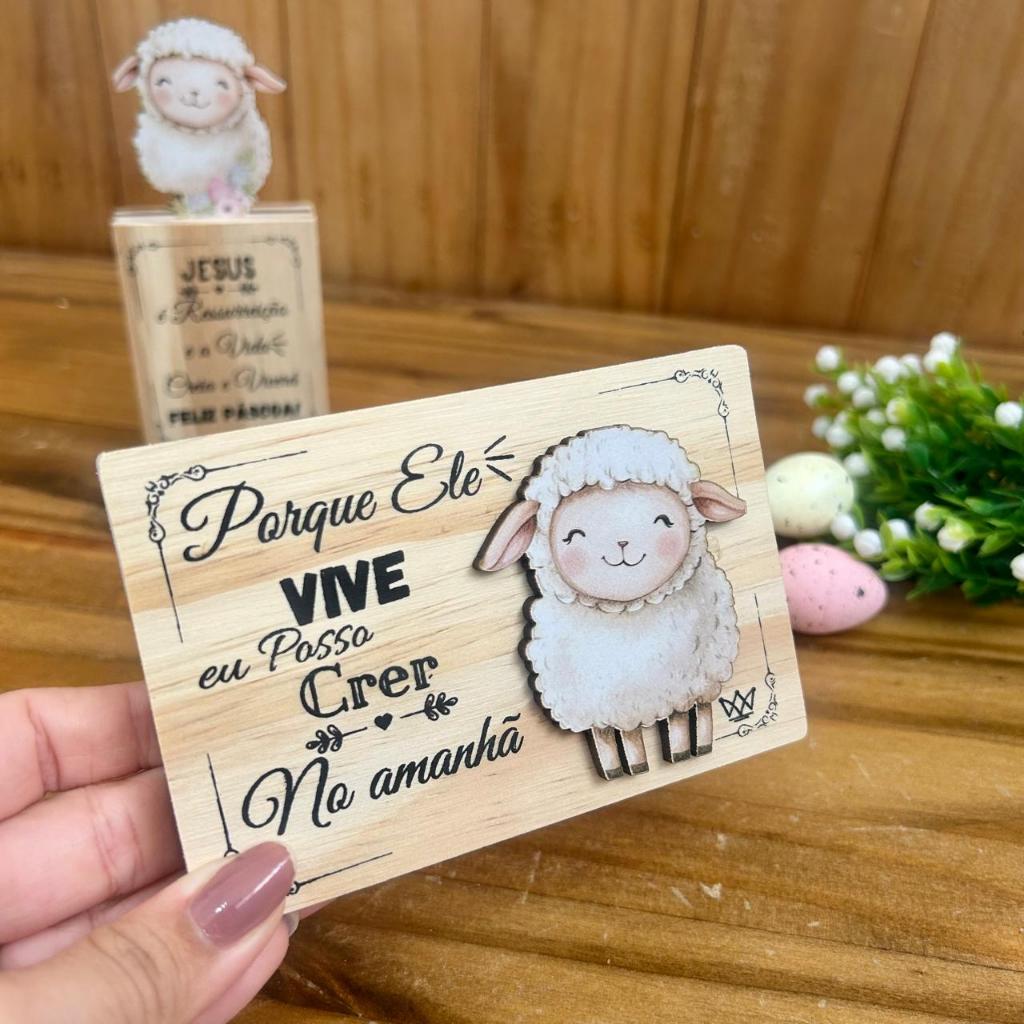 JESUS
é Ressurreição
e a Vida
Creia e Viverá
FELIZ PÁSCOA!
Porque Ele
VIVE
eu Posso
Crer
No amanhã